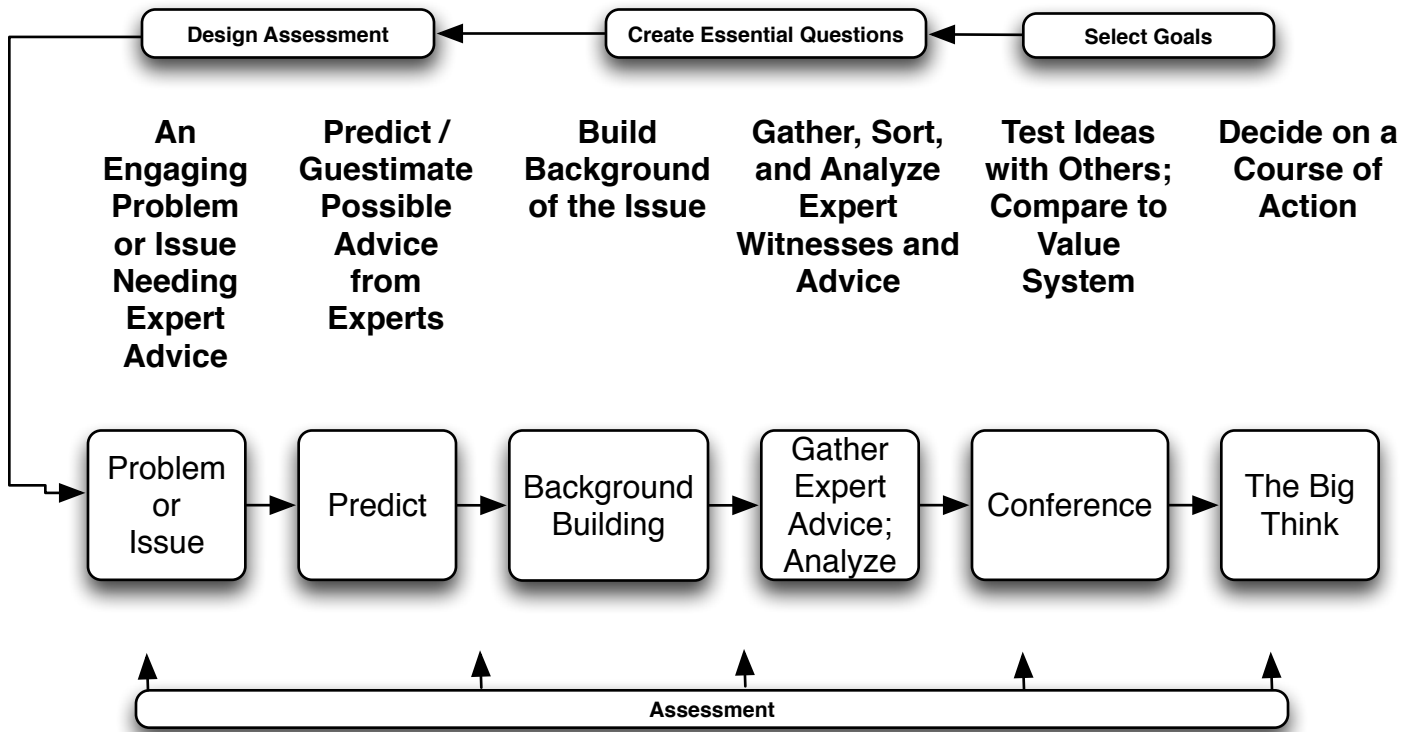 Design Assessment
Create Essential Questions
Select Goals
An
Engaging
Problem
or Issue
Needing
Expert
Advice
Predict /
Guestimate
Possible
Advice
from
Experts
Build
Background
of the Issue
Gather, Sort,
and Analyze
Expert
Witnesses and
Advice
Test Ideas
with Others;
Compare to
Value
System
Decide on a
Course of
Action
Problem
or
Issue
Predict
Background
Building
Gather
Expert
Advice;
Analyze
Conference
The Big
Think
Assessment